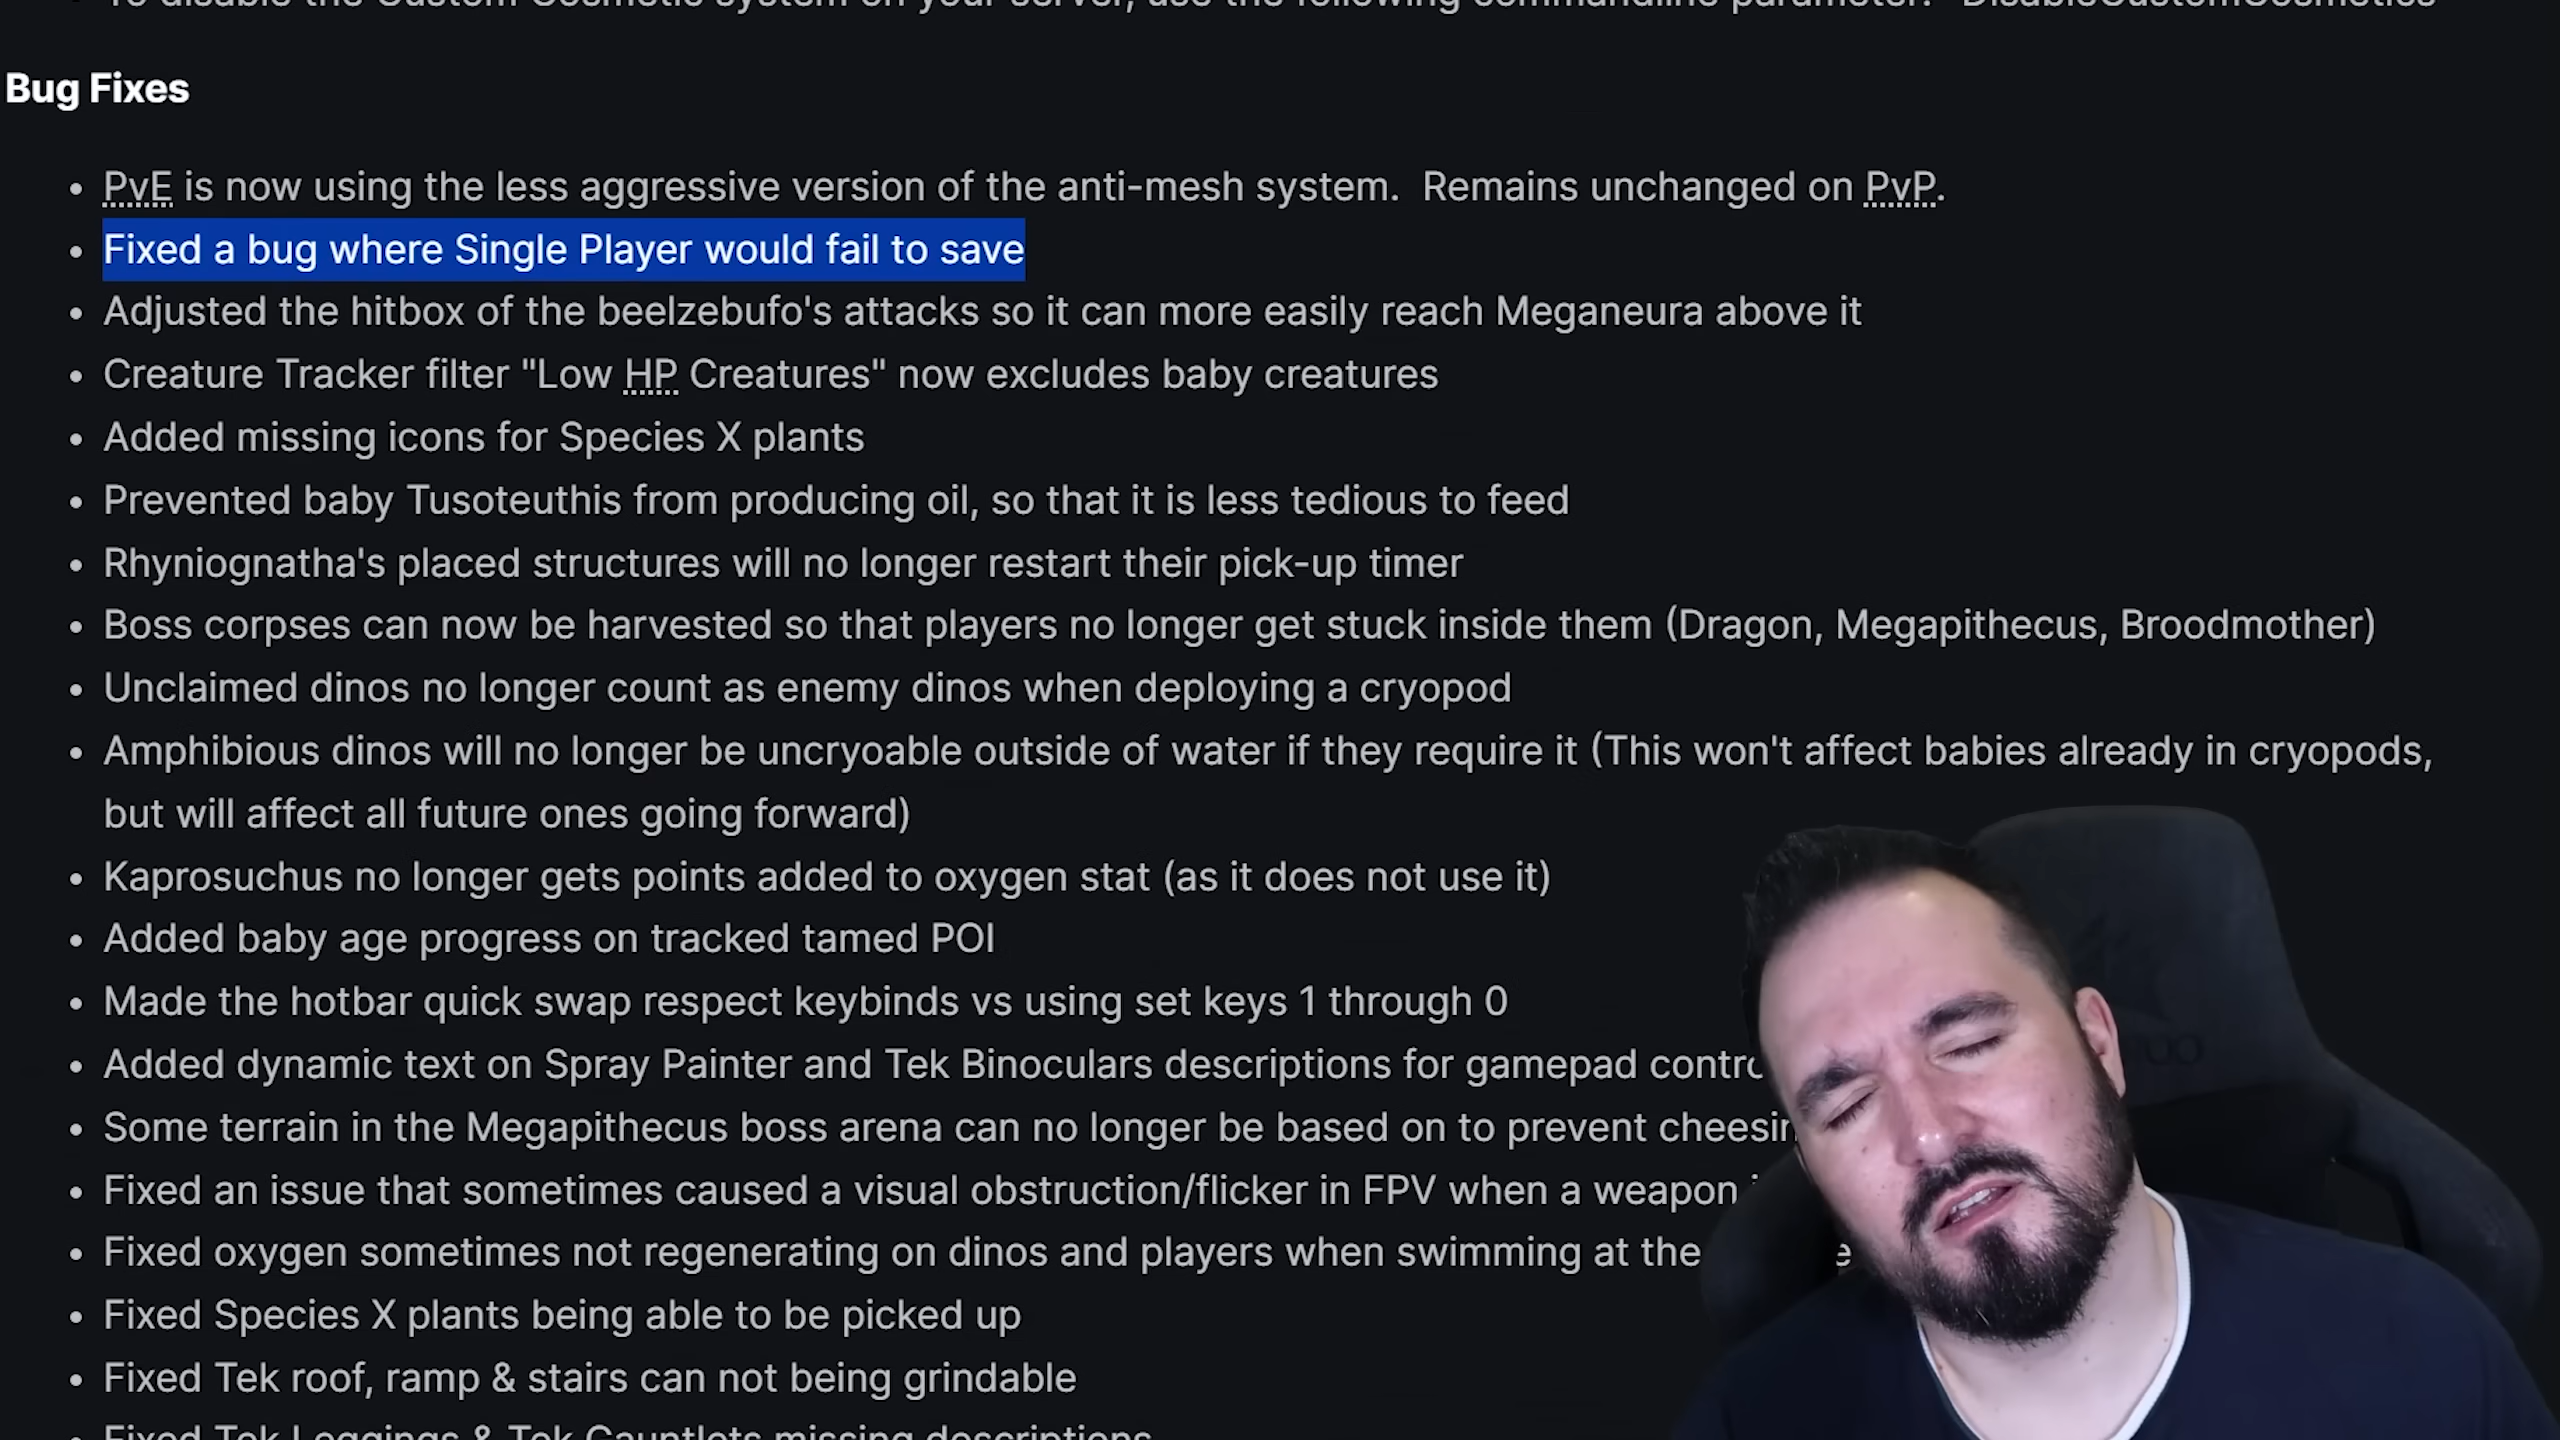 Bug Fixes
PvE is now using the less aggressive version of the anti-mesh system.  Remains unchanged on PvP.
Fixed a bug where Single Player would fail to save
Adjusted the hitbox of the beelzebufo's attacks so it can more easily reach Meganeura above it
Creature Tracker filter "Low HP Creatures" now excludes baby creatures
Added missing icons for Species X plants
Prevented baby Tusoteuthis from producing oil, so that it is less tedious to feed
Rhyniognatha's placed structures will no longer restart their pick-up timer
Boss corpses can now be harvested so that players no longer get stuck inside them (Dragon, Megapithecus, Broodmother)
Unclaimed dinos no longer count as enemy dinos when deploying a cryopod
Amphibious dinos will no longer be uncryoable outside of water if they require it (This won't affect babies already in cryopods,
but will affect all future ones going forward)
Kaprosuchus no longer gets points added to oxygen stat (as it does not use it)
Added baby age progress on tracked tamed POI
Made the hotbar quick swap respect keybinds vs using set keys 1 through 0
Added dynamic text on Spray Painter and Tek Binoculars descriptions for gamepad
Some terrain in the Megapithecus boss arena can no longer be based on to prevent
Fixed an issue that sometimes caused a visual obstruction/flicker in FPV when a weapon
Fixed oxygen sometimes not regenerating on dinos and players when swimming at the
Fixed Species X plants being able to be picked up
Fixed Tek roof, ramp & stairs can not being grindable
Fixed Tek Leggings & Tek Gauntlets missing descriptions